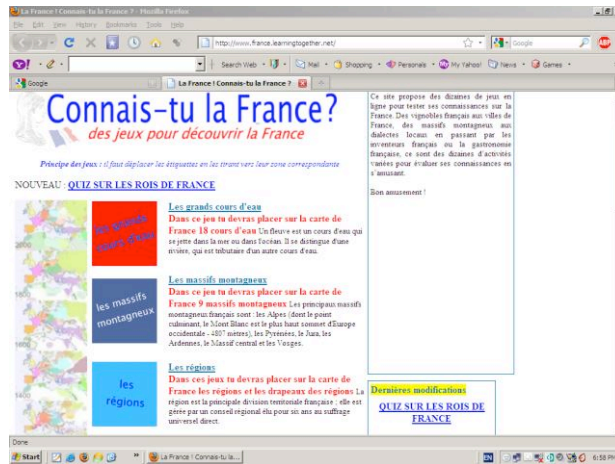 La France ! Connais-tu la France ? - Mozilla Firefox
File Edit View History Bookmarks Tools Help
http://www.france.learningtogether.net/
Google
Search Web
Mail
Shopping
Personals
My Yahoo!
News
Games
Google
La France ! Connais-tu la France ?
Connais-tu la France?
des jeux pour découvrir la France
Principe des jeux : il faut déplacer les étiquettes en les tirant vers leur zone correspondante
NOUVEAU : QUIZ SUR LES ROIS DE FRANCE
les grands
cours d'eau
Les grands cours d'eau
Dans ce jeu tu devras placer sur la carte de
France 18 cours d'eau Un fleuve est un cours d'eau qui
se jette dans la mer ou dans l'océan. Il se distingue d'une
rivière, qui est tributaire d'un autre cours d'eau.
les massifs
montagneux
Les massifs montagneux
Dans ce jeu tu devras placer sur la carte de
France 9 massifs montagneux Les principaux massifs
montagneux français sont : les Alpes (dont le point
culminant, le Mont Blanc est le plus haut sommet d'Europe
occidentale - 4807 mètres), les Pyrénées, le Jura, les
Ardennes, le Massif central et les Vosges.
les
régions
Les régions
Dans ces jeux tu devras placer sur la carte de
France les régions et les drapeaux des régions La
région est la principale division territoriale française ; elle est
gérée par un conseil régional élu pour six ans au suffrage
universel direct.
Ce site propose des dizaines de jeux en
ligne pour tester ses connaissances sur la
France. Des vignobles français aux villes de
France, des massifs montagneux aux
dialectes locaux en passant par les
inventeurs français ou la gastronomie
française, ce sont des dizaines d'activités
variées pour évaluer ses connaissances en
s'amusant.
Bon amusement !
Dernières modifications
QUIZ SUR LES ROIS DE
FRANCE
Done
Start
La France ! Connais-tu la...
EN
6:58 PM